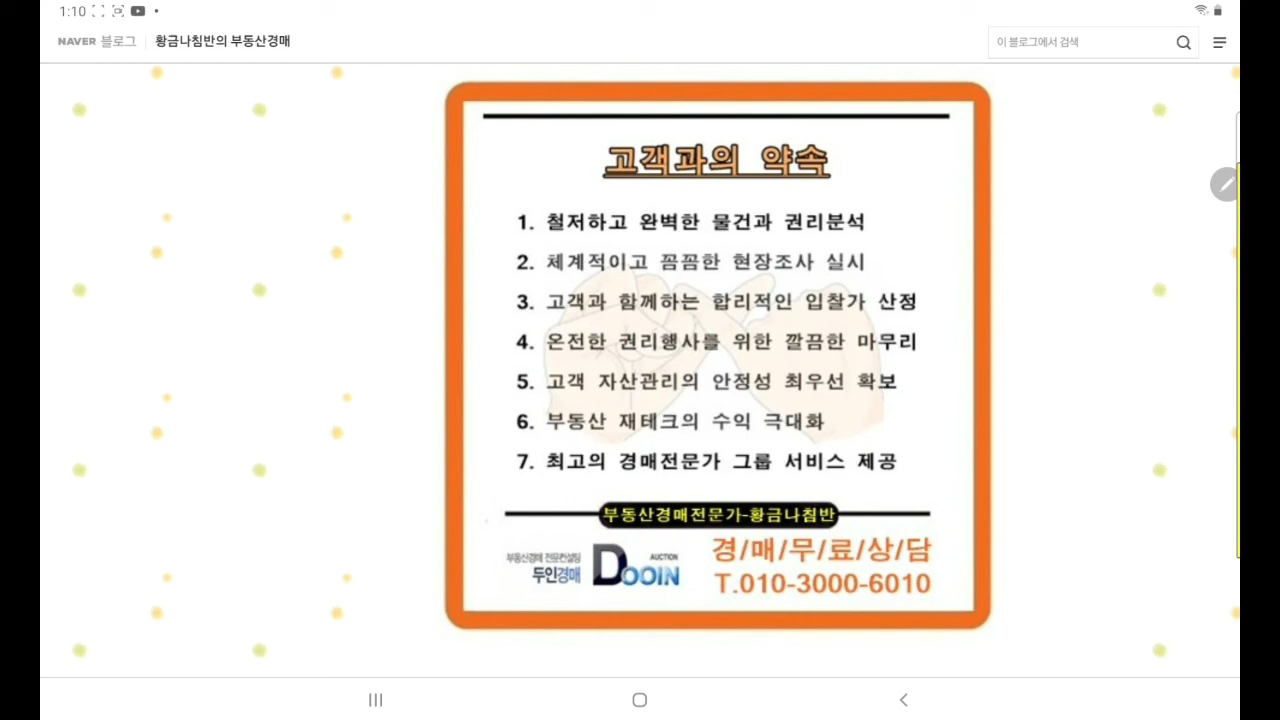 1:10
NAVER 블로그 황금나침반의 부동산경매
이 블로그에서 검색
고객과의 약속
1. 철저하고 완벽한 물건과 권리분석
2. 체계적이고 꼼꼼한 현장조사 실시
3. 고객과 함께하는 합리적인 입찰가 산정
4. 온전한 권리행사를 위한 깔끔한 마무리
5. 고객 자산관리의 안정성 최우선 확보
6. 부동산 재테크의 수익 극대화
7. 최고의 경매전문가 그룹 서비스 제공
부동산경매전문가-황금나침반
부동산경매 전문컨설팅
두인경매
AUCTION
DOOIN
경/매/무/료/상/담
T.010-3000-6010